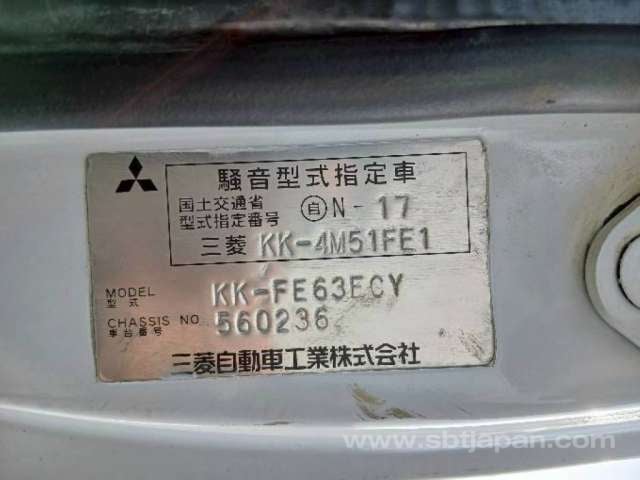 騒音型式指定車
国土交通省
型式指定番号 自N-17
三菱 KK-4M51FE1
MODEL KK-FE63ECY
型式
CHASSIS NO 560236
車台番号
三菱自動車工業株式会社
www.sbtjapan.com